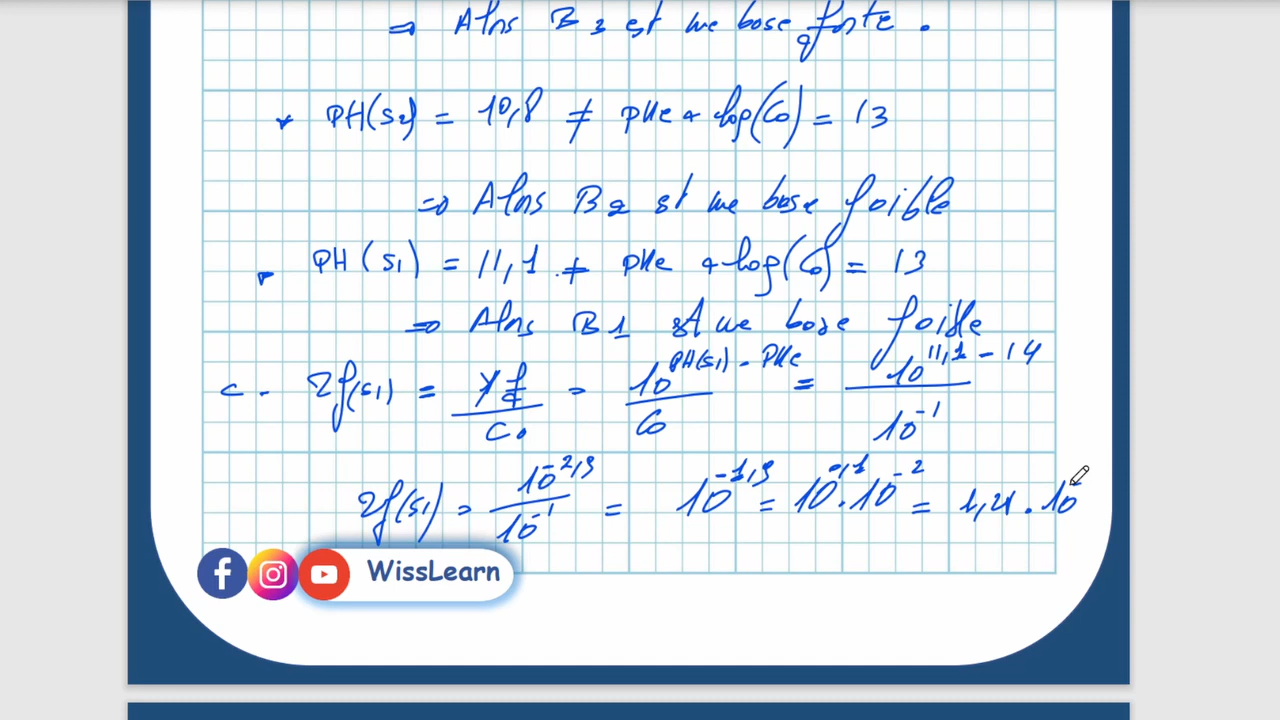 ⇒ Alors B3 est une base forte.
* PH(S2) = 10,8 ≠ PKe + log(C0) = 13
⇒ Alors B2 est une base faible
PH(S1) = 11,1 ≠ PKe + log(C0) = 13
⇒ Alors B1 est une base faible
c - τf(S1) = yf / C0 = 10^(PH(S1) - PKe) / C0 = 10^(11,1 - 14) / 10^-1
τf(S1) = 10^-2,9 / 10^-1 = 10^-1,9 = 10^0,1 . 10^-2 = 1,21 . 10^-
WissLearn